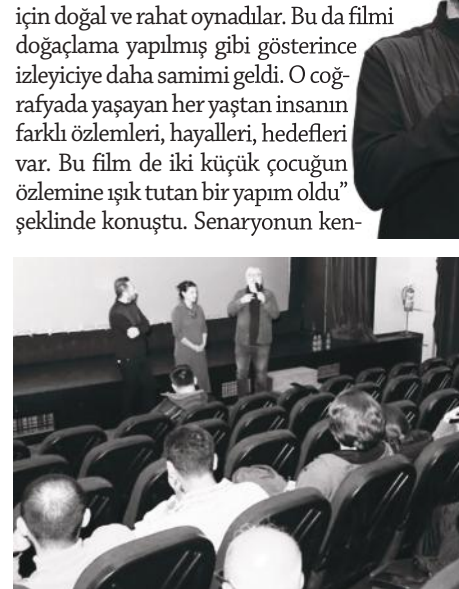 için doğal ve rahat oynadılar. Bu da filmi
doğaçlama yapılmış gibi gösterince
izleyiciye daha samimi geldi. O coğ-
rafyada yaşayan her yaştan insanın
farklı özlemleri, hayalleri, hedefleri
var. Bu film de iki küçük çocuğun
özlemine ışık tutan bir yapım oldu”
şeklinde konuştu. Senaryonun ken-